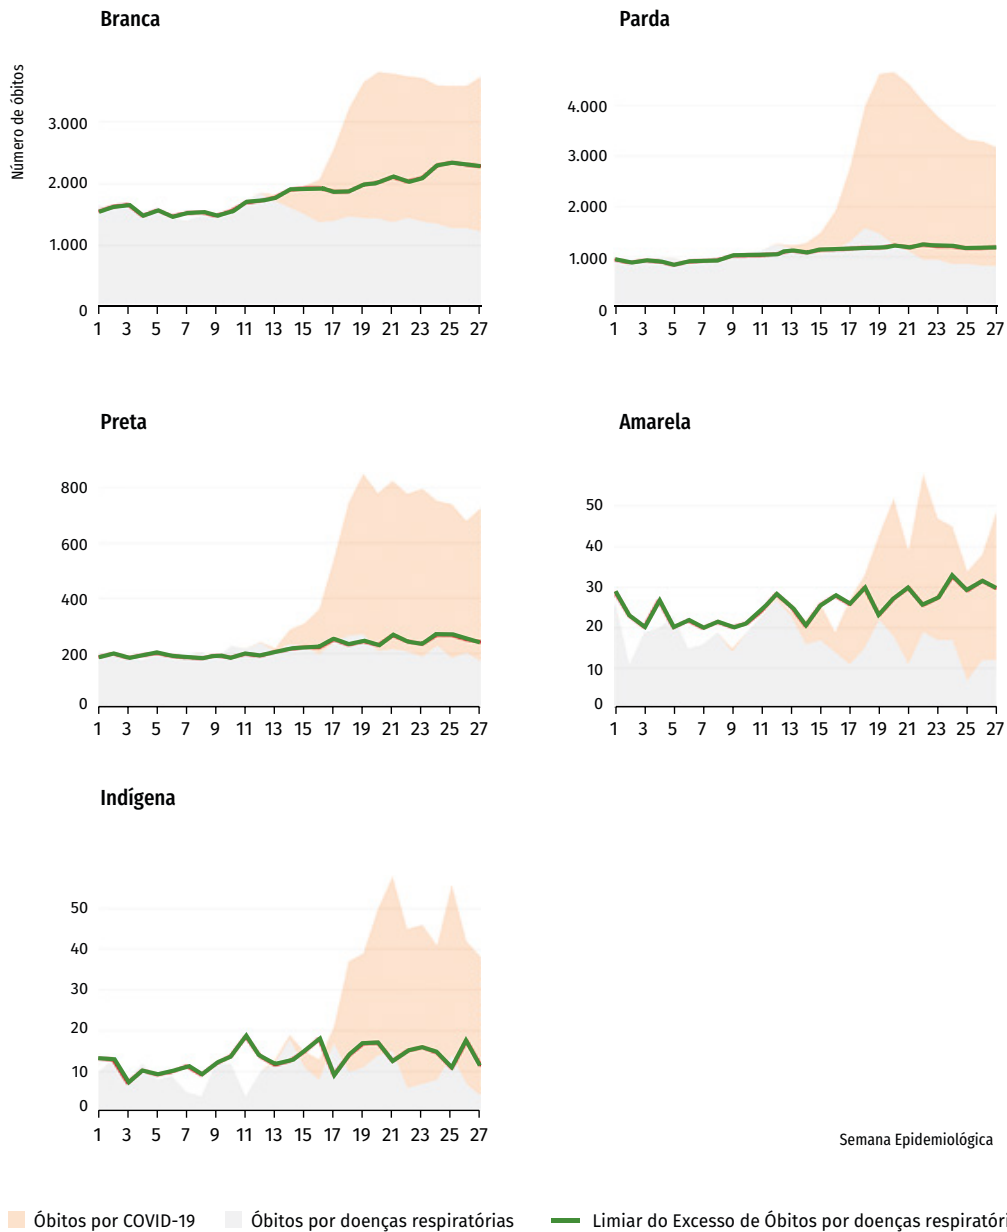 Branca
Parda
Número de óbitos
3.000
2.000
1.000
0
1 3 5 7 9 11 13 15 17 19 21 23 25 27
4.000
3.000
2.000
1.000
0
1 3 5 7 9 11 13 15 17 19 21 23 25 27
Preta
Amarela
800
600
400
200
0
1 3 5 7 9 11 13 15 17 19 21 23 25 27
50
40
30
20
10
0
1 3 5 7 9 11 13 15 17 19 21 23 25 27
Indígena
50
40
30
20
10
0
1 3 5 7 9 11 13 15 17 19 21 23 25 27
Semana Epidemiológica
Óbitos por COVID-19 Óbitos por doenças respiratórias Limiar do Excesso de Óbitos por doenças respiratóri